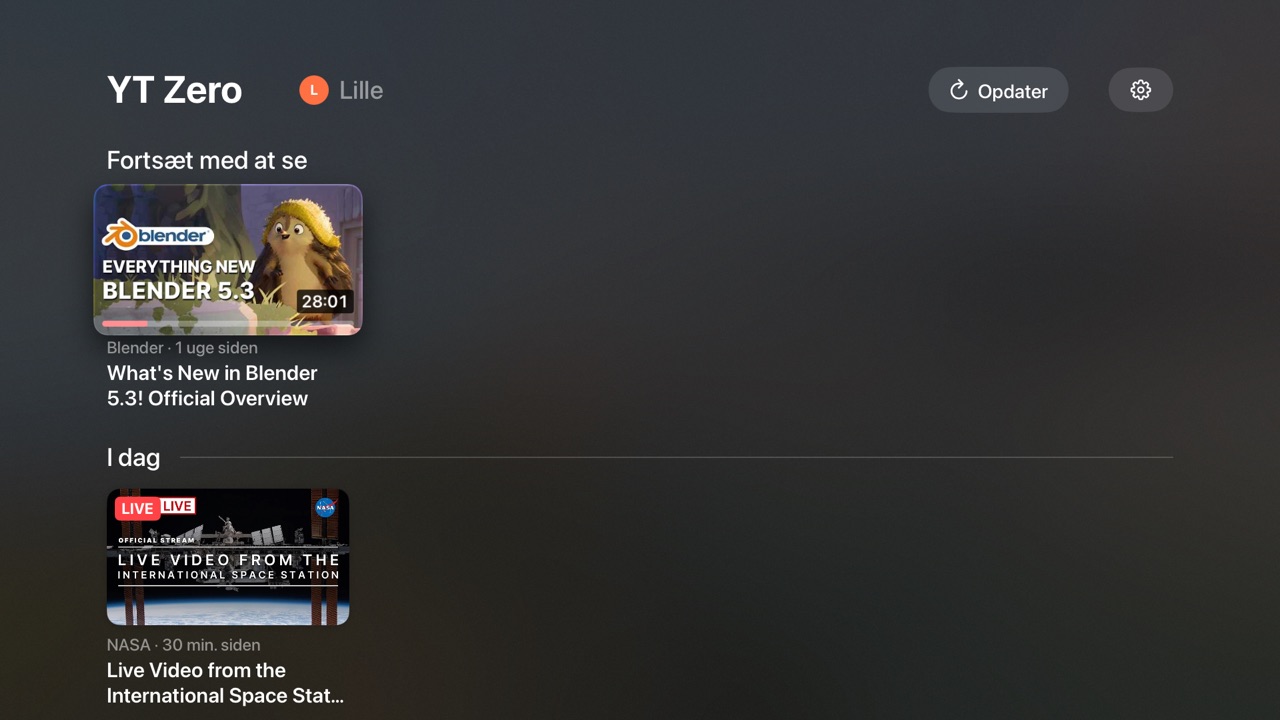 YT Zero
L Lille
Opdater
Fortsæt med at se
blender
EVERYTHING NEW
BLENDER 5.3
28:01
Blender · 1 uge siden
What's New in Blender
5.3! Official Overview
I dag
LIVE LIVE
NASA
OFFICIAL STREAM
LIVE VIDEO FROM THE
INTERNATIONAL SPACE STATION
NASA · 30 min. siden
Live Video from the
International Space Stat...